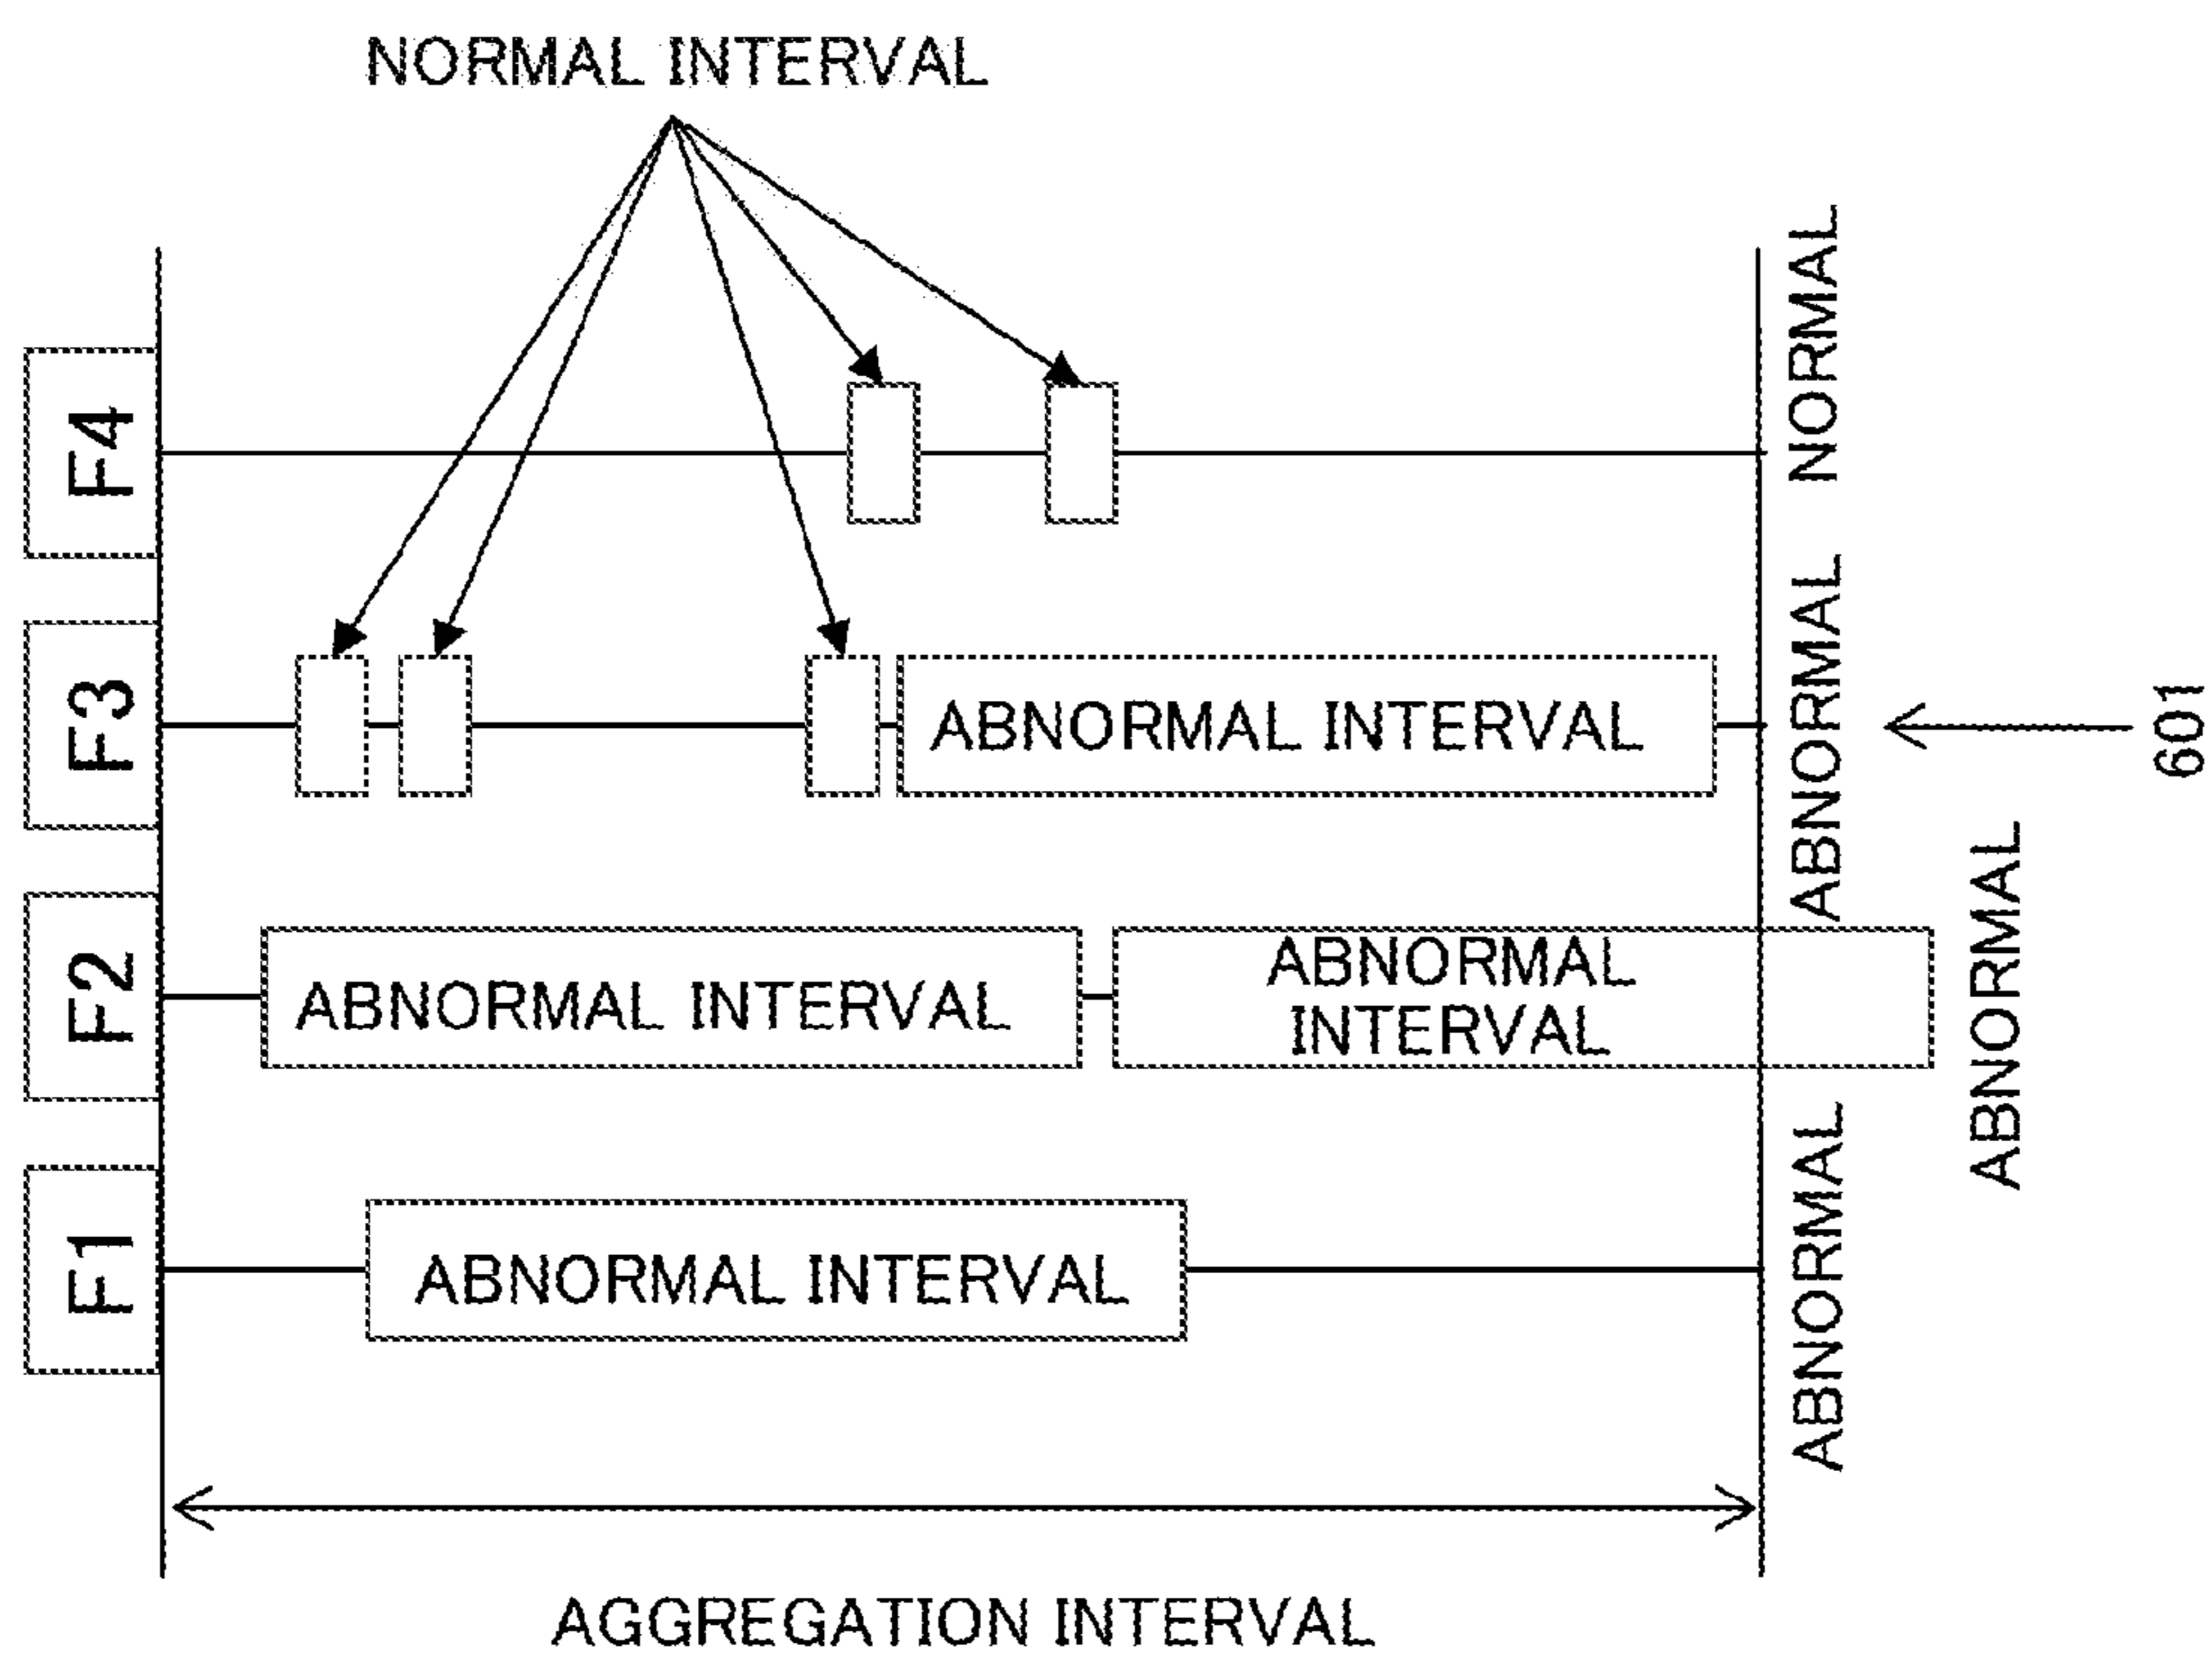 NORMAL INTERVAL
F4
NORMAL
F3
ABNORMAL INTERVAL
ABNORMAL
601
F2
ABNORMAL INTERVAL
ABNORMAL
INTERVAL
ABNORMAL
F1
ABNORMAL INTERVAL
ABNORMAL
AGGREGATION INTERVAL